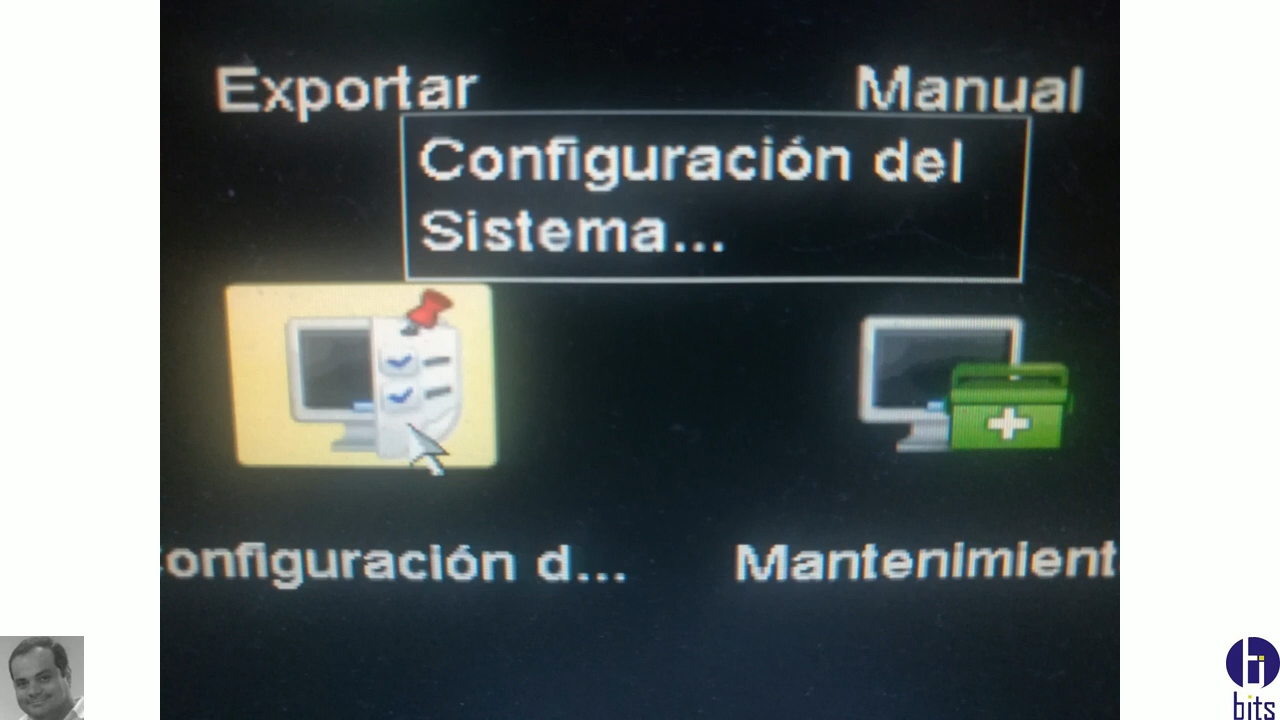 Exportar
Manual
Configuración del
Sistema...
onfiguración d...
Mantenimient
bits